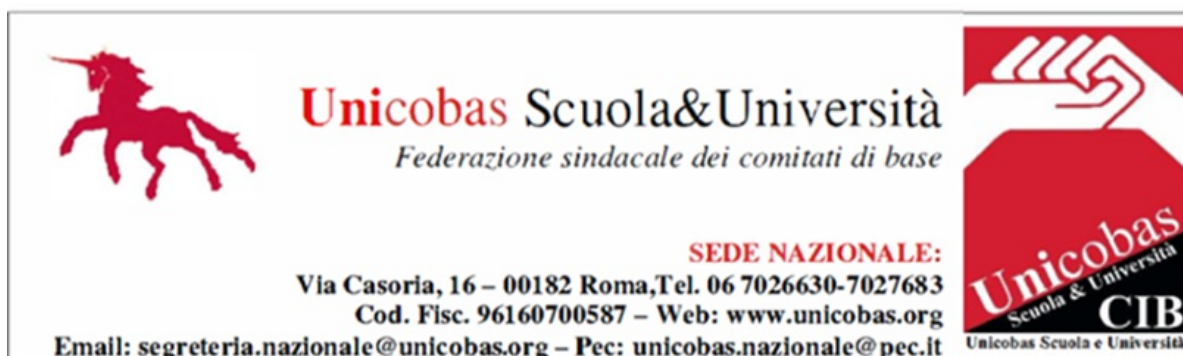 Unicobas Scuola&Università
Federazione sindacale dei comitati di base
SEDE NAZIONALE:
Via Casoria, 16 – 00182 Roma,Tel. 06 7026630-7027683
Cod. Fisc. 96160700587 – Web: www.unicobas.org
Email: segreteria.nazionale@unicobas.org – Pec: unicobas.nazionale@pec.it
Unicobas
Scuola & Università
CIB
Unicobas Scuola e Università